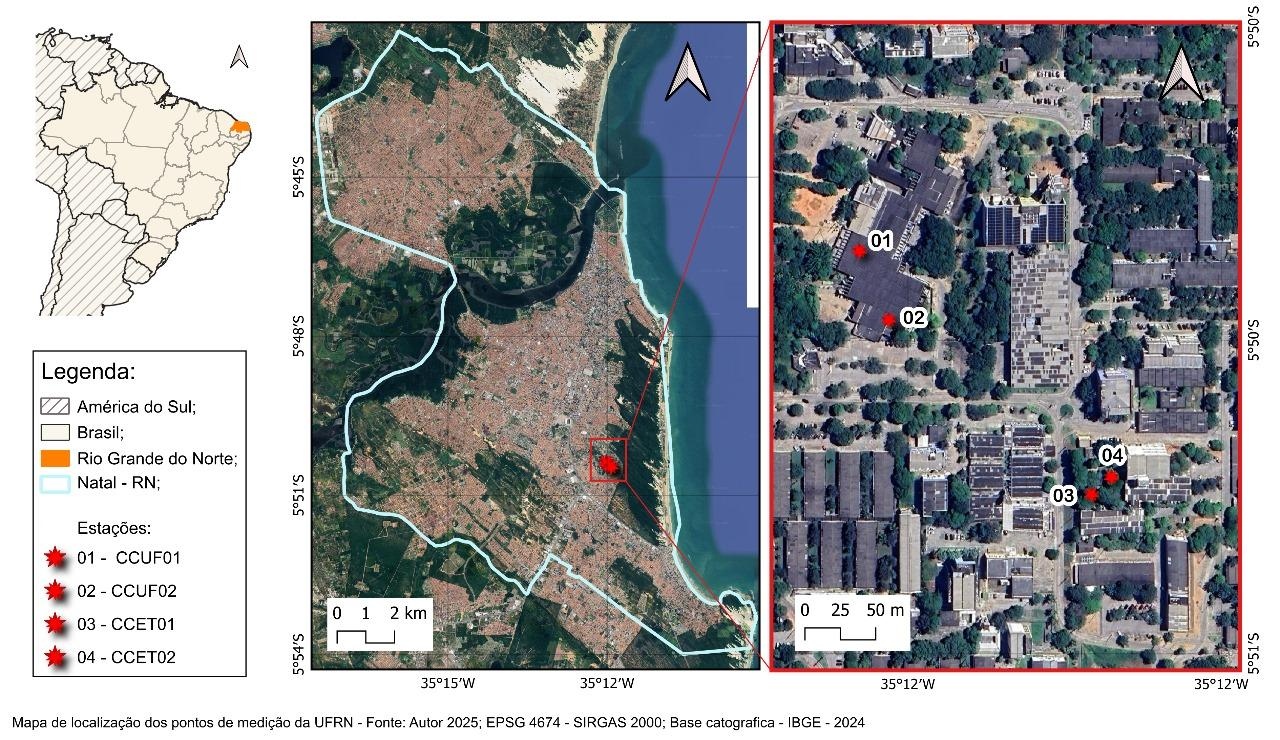 Legenda:
América do Sul;
Brasil;
Rio Grande do Norte;
Natal - RN;
Estações:
01 - CCUF01
02 - CCUF02
03 - CCET01
04 - CCET02
5°45'S
5°48'S
5°51'S
5°54'S
0 1 2 km
35°15'W
35°12'W
01
02
04
03
0 25 50 m
5°50'S
5°50'S
5°51'S
35°12'W
35°12'W
Mapa de localização dos pontos de medição da UFRN - Fonte: Autor 2025; EPSG 4674 - SIRGAS 2000; Base catografica - IBGE - 2024